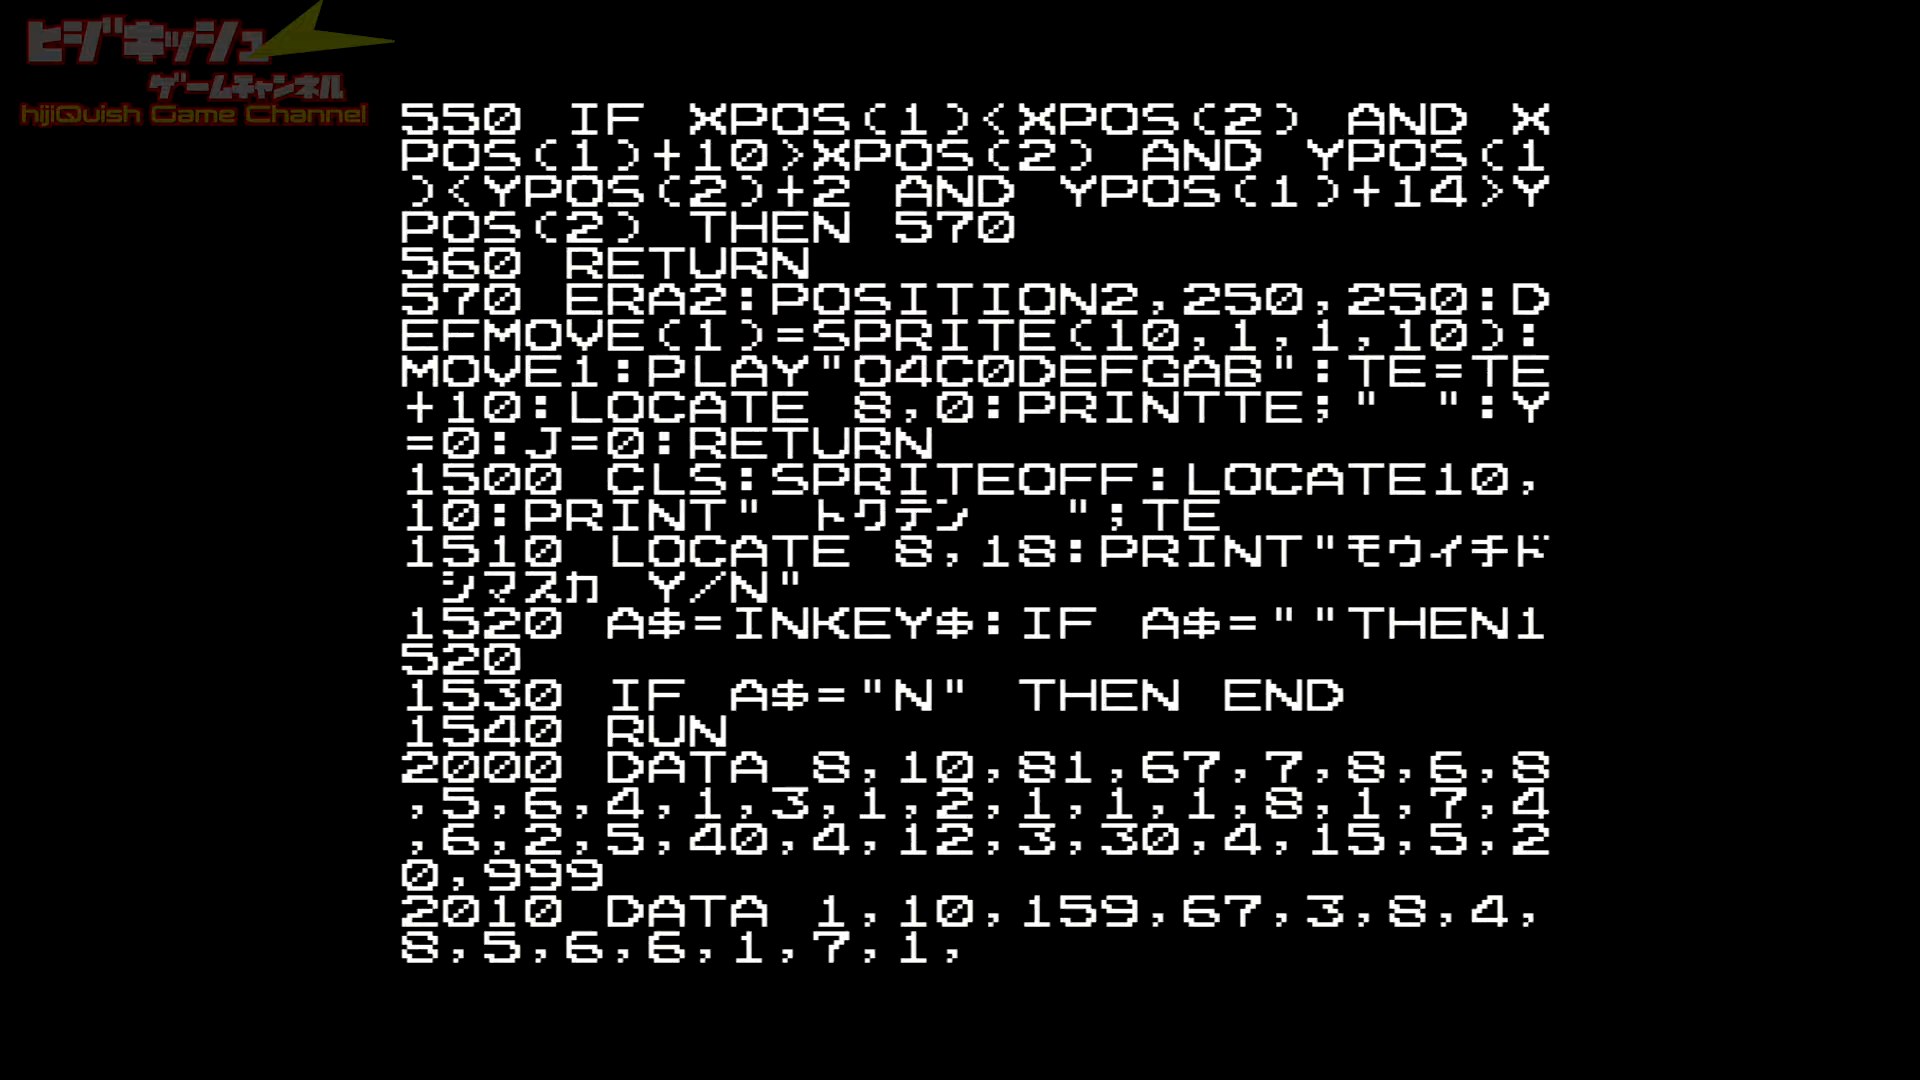 ヒジキッシュ
ゲームチャンネル
hijiQuish Game Channel
550 IF XPOS(1)<XPOS(2) AND X
POS(1)+10>XPOS(2) AND YPOS(1
)<YPOS(2)+2 AND YPOS(1)+14>Y
POS(2) THEN 570
560 RETURN
570 ERA2:POSITION2,250,250:D
EFMOVE(1)=SPRITE(10,1,1,10):
MOVE1:PLAY"O4C0DEFGAB":TE=TE
+10:LOCATE 8,0:PRINTTE;"  ":Y
=0:J=0:RETURN
1500 CLS:SPRITEOFF:LOCATE10,
10:PRINT" トクテン  ";TE
1510 LOCATE 8,18:PRINT"モウイチド
 シマスカ Y/N"
1520 A$=INKEY$:IF A$=""THEN1
520
1530 IF A$="N" THEN END
1540 RUN
2000 DATA 8,10,81,67,7,8,6,8
,5,6,4,1,3,1,2,1,1,1,8,1,7,4
,6,2,5,40,4,12,3,30,4,15,5,2
0,999
2010 DATA 1,10,159,67,3,8,4,
8,5,6,6,1,7,1,